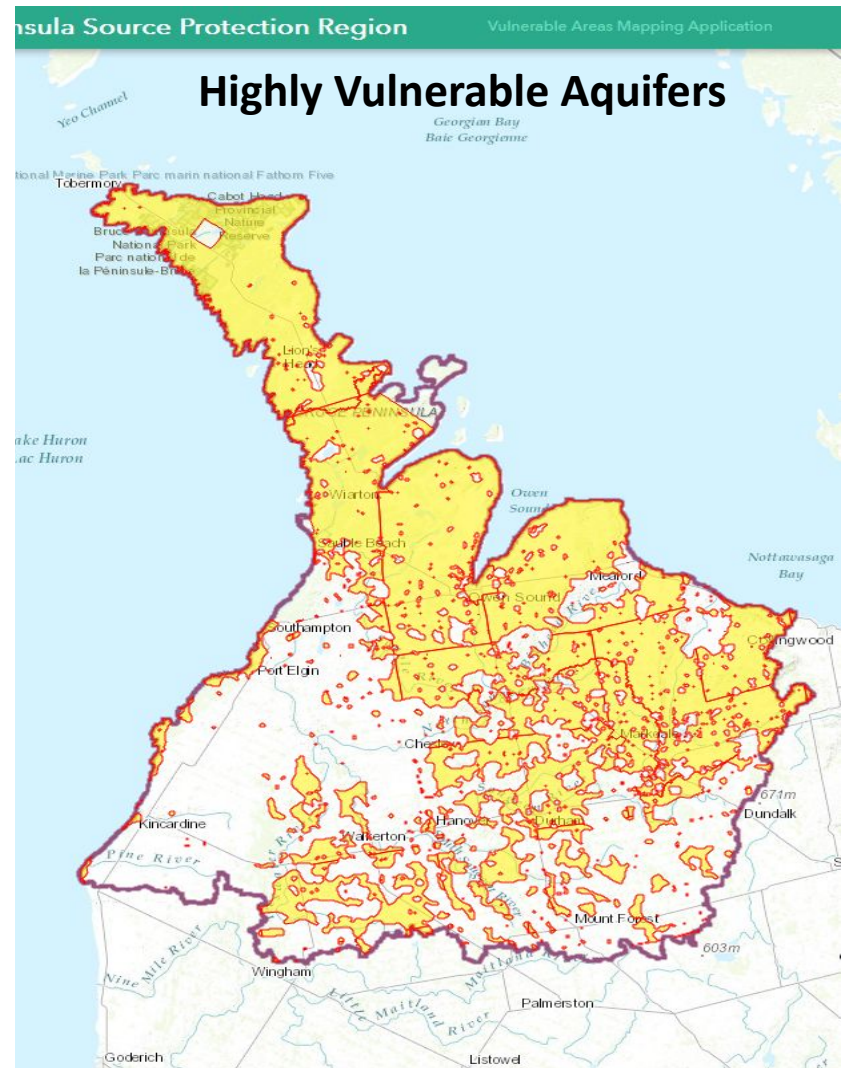 nsula Source Protection Region
Vulnerable Areas Mapping Application
Highly Vulnerable Aquifers
Yeo Channel
Georgian Bay
Baie Georgienne
tional Marine Park Parc marin national Fathom Five
Tobermory
Cabot Head
Provincial
Nature
Reserve
Bruce Peninsula
National Park
Parc national de
la Péninsule-Bruce
Lion's
Head
BRUCE PENINSULA
ake Huron
ac Huron
Wiarton
Owen
Sound
Sauble Beach
Nottawasaga
Bay
Meaford
Owen Sound
Southampton
Collingwood
Port Elgin
Chesley
Markdale
671m
Dundalk
Kincardine
Hanover
Durham
Walkerton
Pine River
Mount Forest
603m
Wingham
Nine Mile River
Maitland River
Little Maitland River
Palmerston
Goderich
Listowel